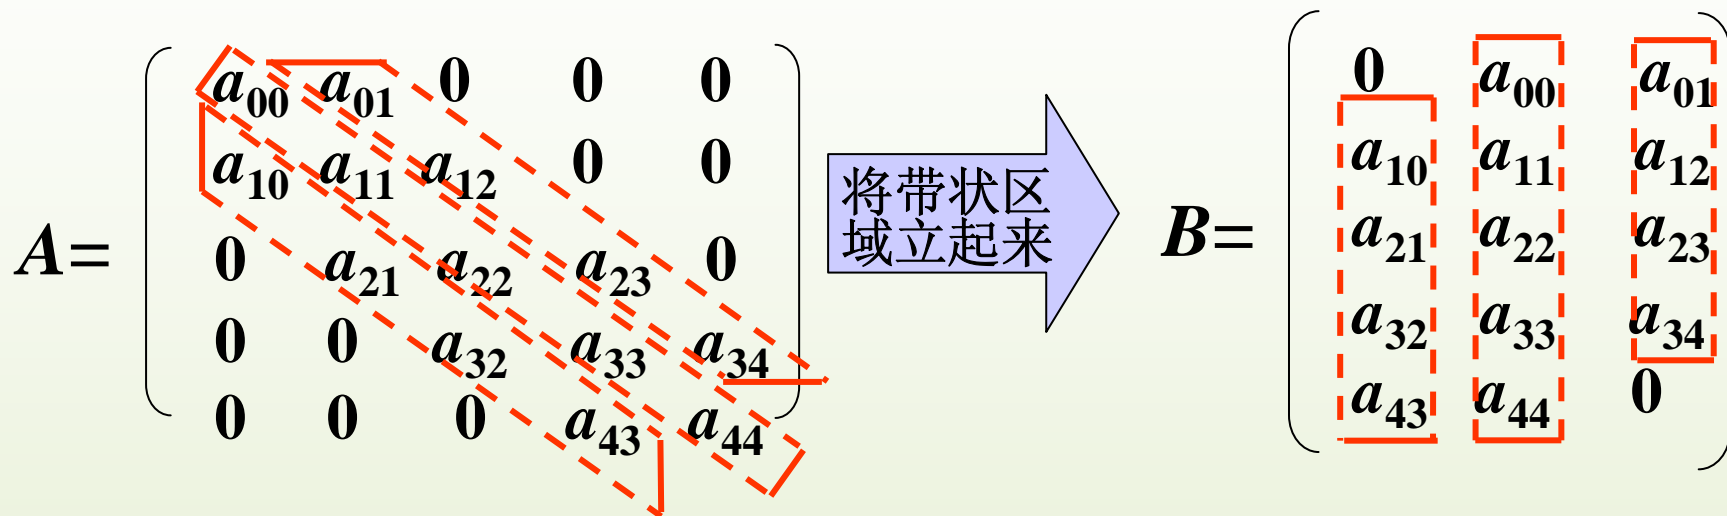 A=
a00 a01 0 0 0
a10 a11 a12 0 0
0 a21 a22 a23 0
0 0 a32 a33 a34
0 0 0 a43 a44
将带状区
域立起来
B=
0 a00 a01
a10 a11 a12
a21 a22 a23
a32 a33 a34
a43 a44 0